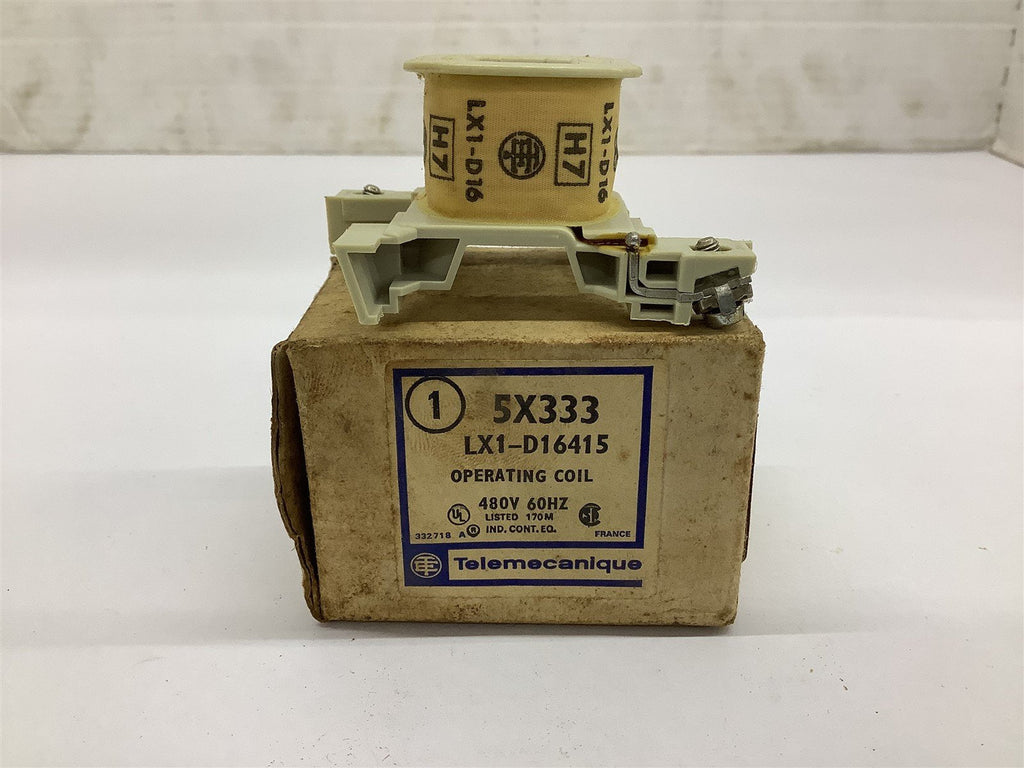 LX1-D16
H7
H7
LX1-D16
1
5X333
LX1-D16415
OPERATING COIL
480V 60HZ
UL LISTED 170M
332718 A R IND. CONT. EQ.
FRANCE
Telemecanique